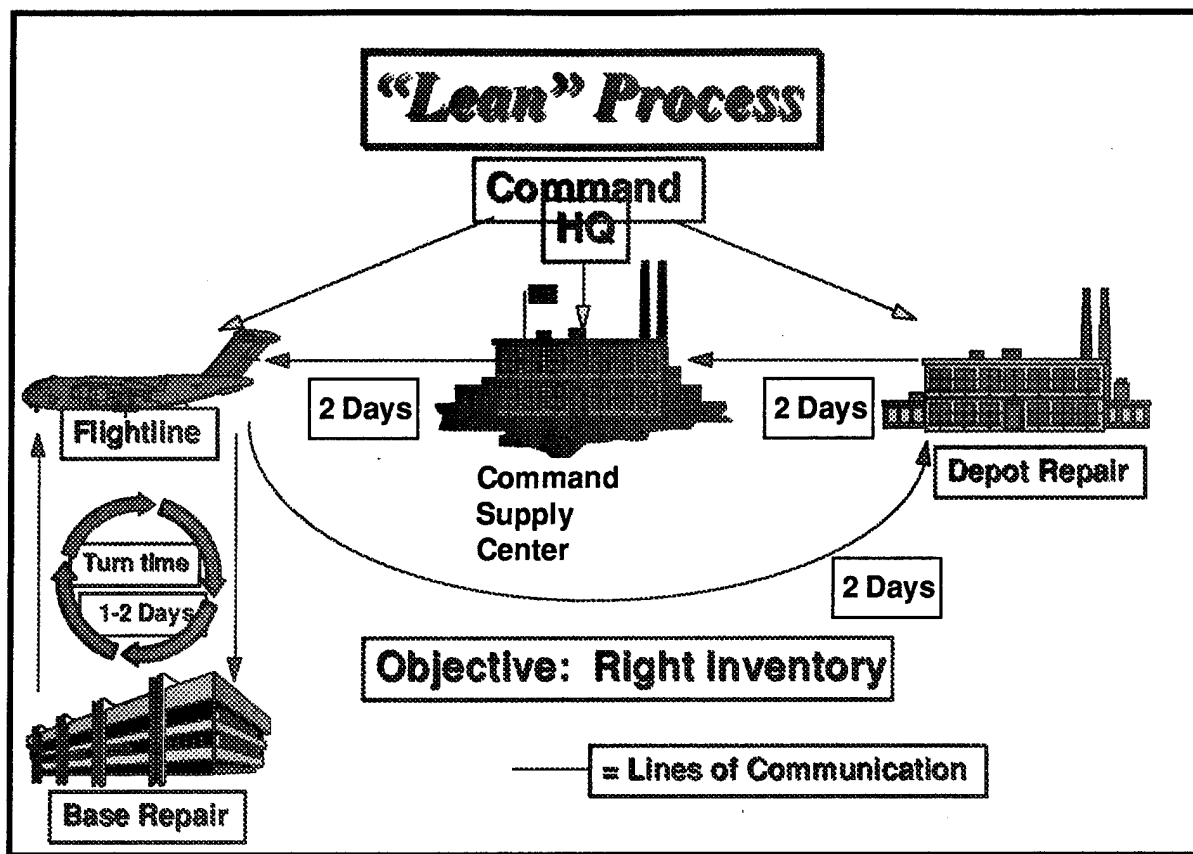 “Lean” Process
Command
HQ
2 Days
2 Days
Flightline
Depot Repair
Command
Supply
Center
Turn time
1-2 Days
2 Days
Objective: Right Inventory
= Lines of Communication
Base Repair